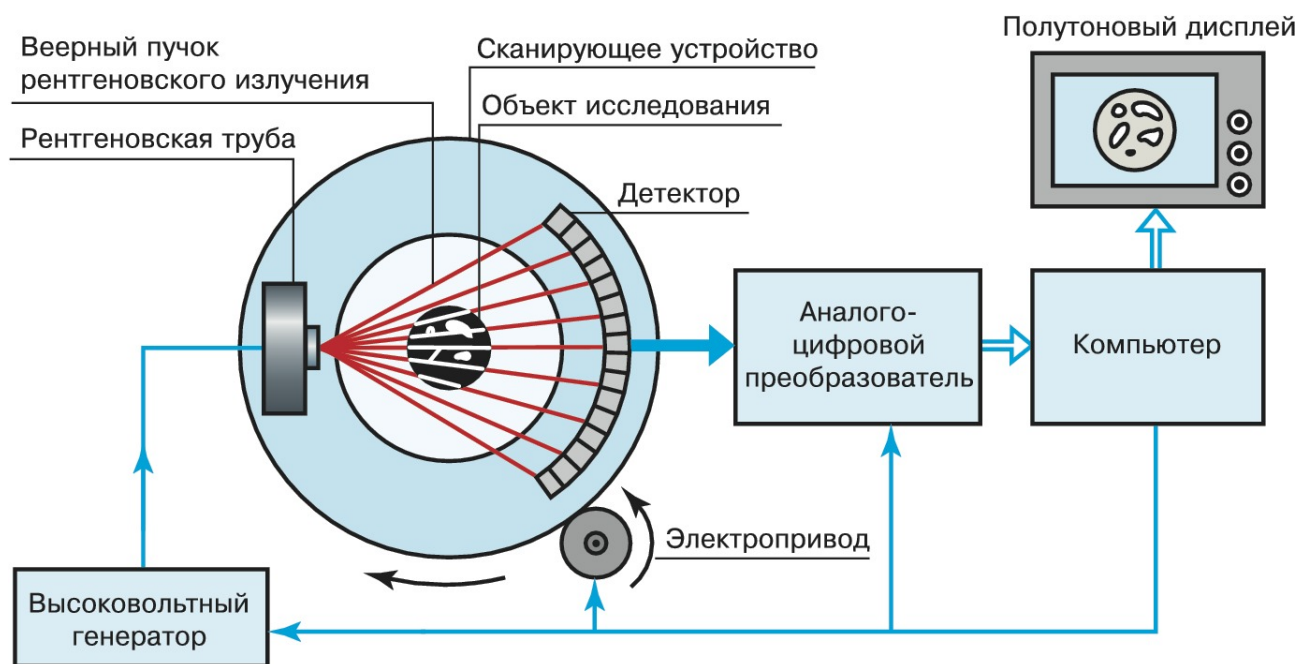 Полутоновый дисплей
Веерный пучок
рентгеновского излучения
Сканирующее устройство
Объект исследования
Рентгеновская труба
Детектор
Аналого-
цифровой
преобразователь
Компьютер
Электропривод
Высоковольтный
генератор